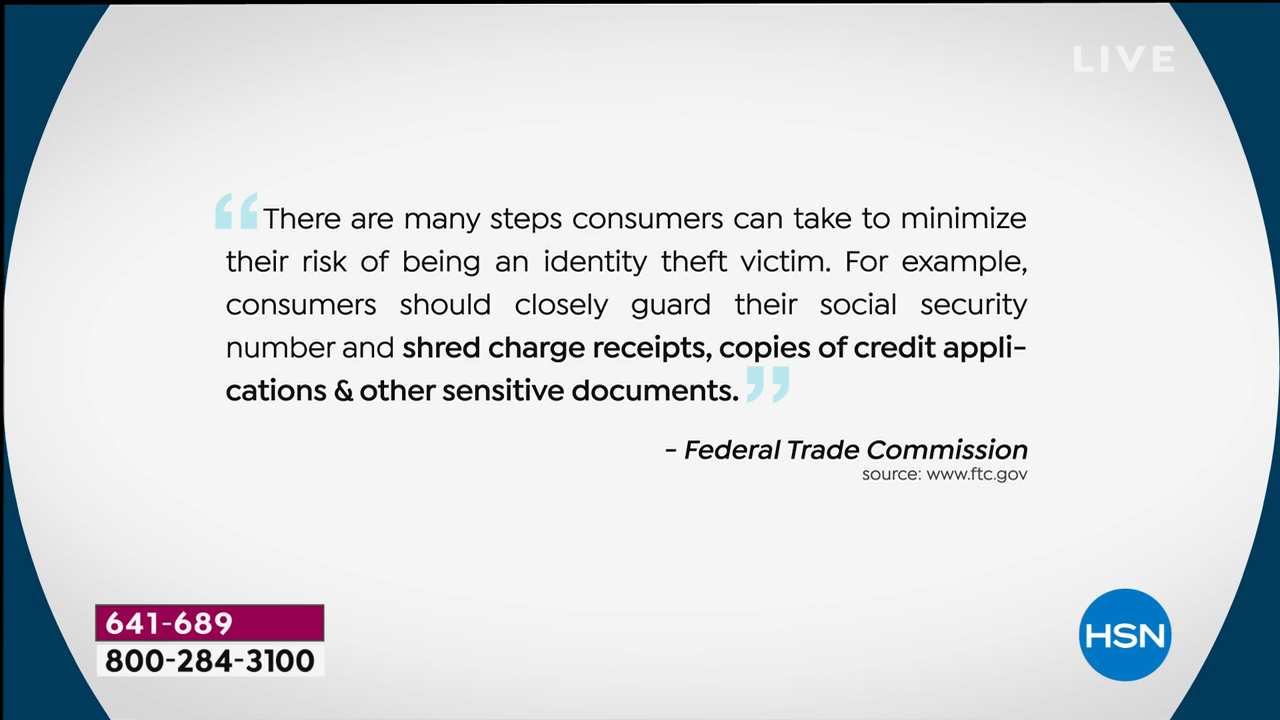 LIVE
“There are many steps consumers can take to minimize
their risk of being an identity theft victim. For example,
consumers should closely guard their social security
number and shred charge receipts, copies of credit appli-
cations & other sensitive documents.”
- Federal Trade Commission
source: www.ftc.gov
641-689
800-284-3100
HSN